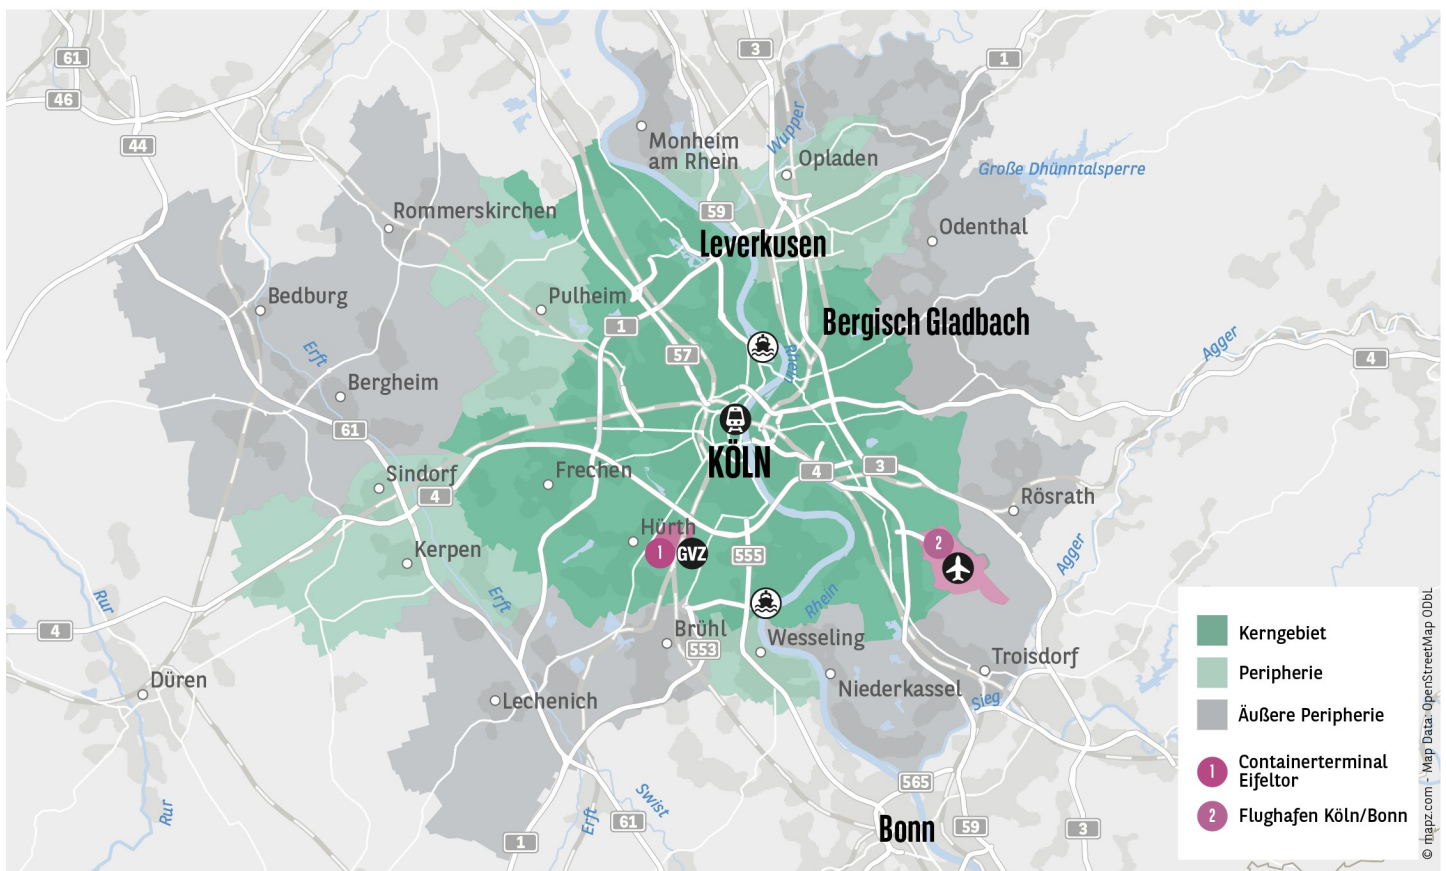 61
3
1
46
44
Monheim
am Rhein
Wupper
Opladen
Große Dhünntalsperre
Rommerskirchen
59
Odenthal
Leverkusen
Bedburg
Pulheim
1
Bergisch Gladbach
Erft
57
Rhein
Agger
4
Bergheim
61
KÖLN
Sindorf
Frechen
4
3
4
Rösrath
Hürth
1
GVZ
555
2
Kerpen
Agger
Rur
Erft
Rhein
4
Brühl
553
Wesseling
Troisdorf
Düren
Niederkassel
Sieg
Lechenich
565
Swist
Rur
Erft
61
1
Bonn
59
3
Kerngebiet
Peripherie
Äußere Peripherie
1
Containerterminal
Eifeltor
2
Flughafen Köln/Bonn
© mapz.com - Map Data: OpenStreetMap ODbL